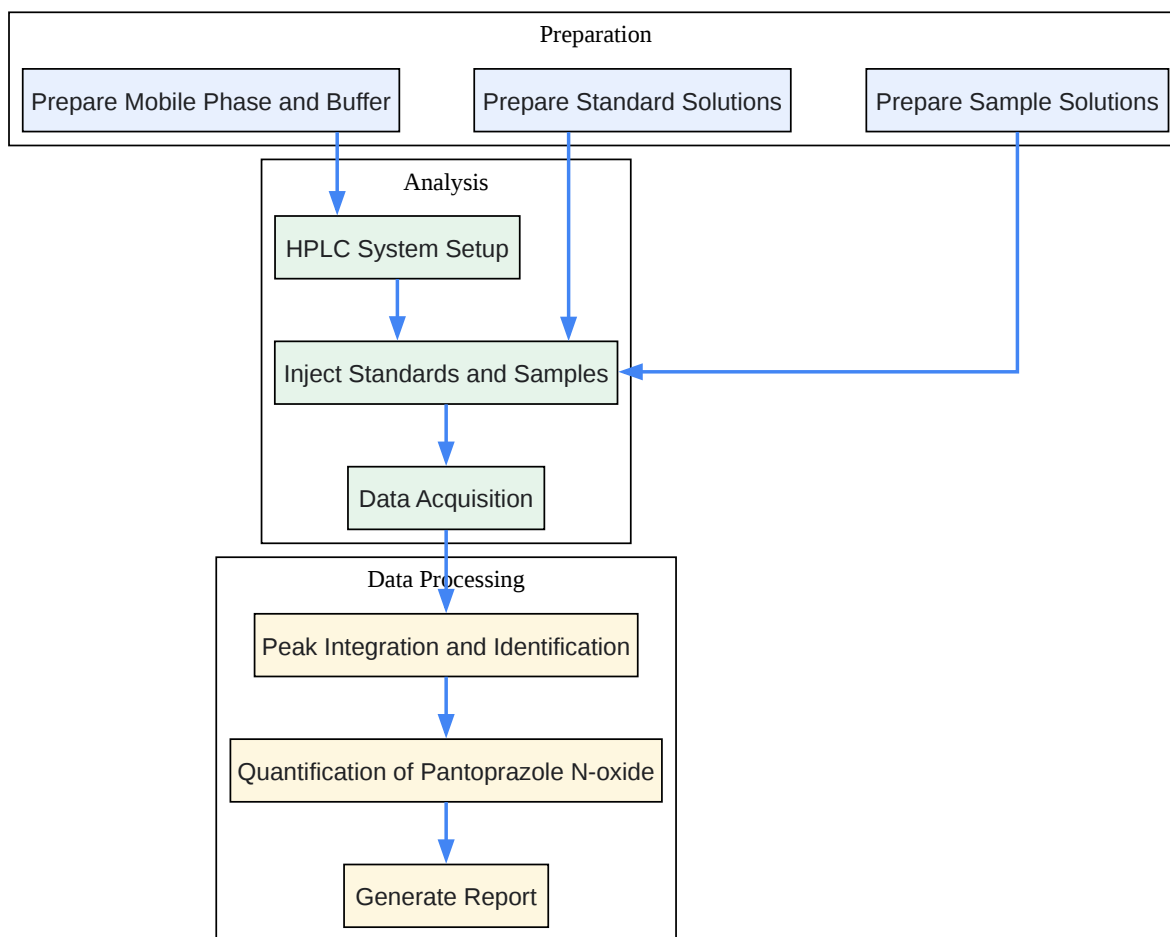 Preparation
Prepare Mobile Phase and Buffer
Prepare Standard Solutions
Prepare Sample Solutions
Analysis
HPLC System Setup
Inject Standards and Samples
Data Acquisition
Data Processing
Peak Integration and Identification
Quantification of Pantoprazole N-oxide
Generate Report